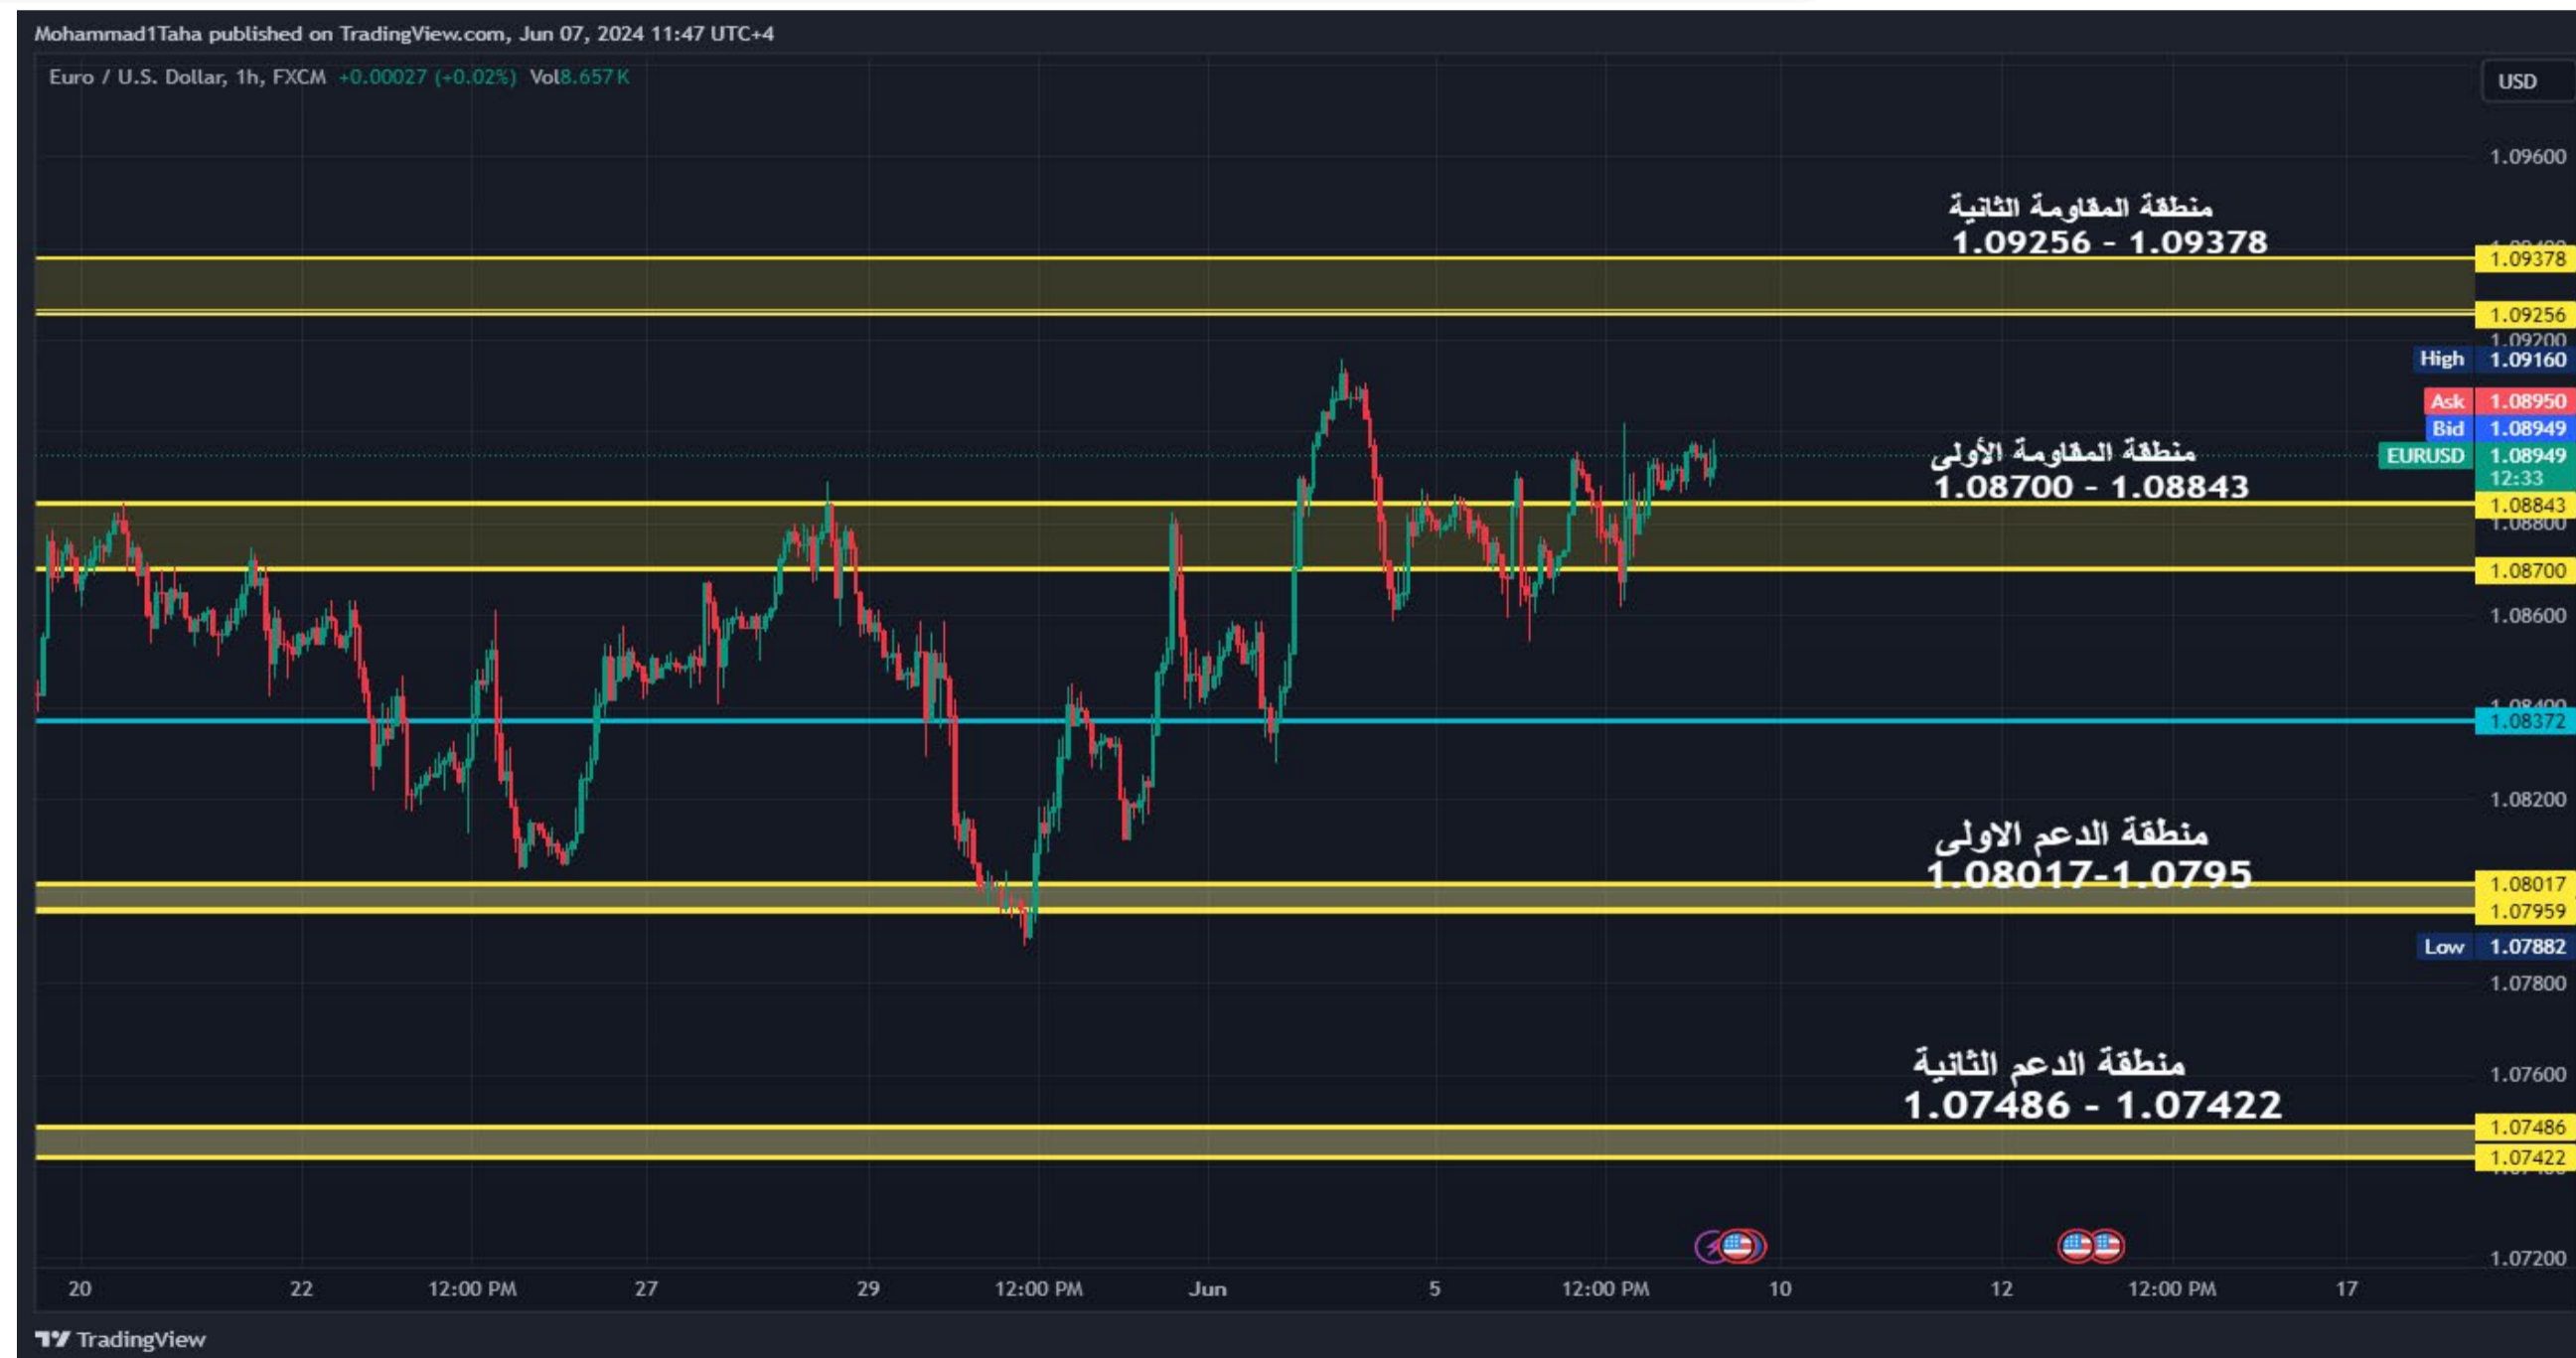 Mohammad1Taha published on TradingView.com, Jun 07, 2024 11:47 UTC+4
Euro / U.S. Dollar, 1h, FXCM +0.00027 (+0.02%) Vol8.657 K
USD
1.09600
منطقة المقاومة الثانية
1.09256 - 1.09378
1.09378
1.09256
1.09200
High 1.09160
Ask 1.08950
Bid 1.08949
منطقة المقاومة الأولى
EURUSD 1.08949
12:33
1.08700 - 1.08843
1.08843
1.08800
1.08700
1.08600
1.08400
1.08372
1.08200
منطقة الدعم الاولى
1.08017-1.0795
1.08017
1.07959
Low 1.07882
1.07800
منطقة الدعم الثانية
1.07600
1.07486 - 1.07422
1.07486
1.07422
1.07200
20 22 12:00 PM 27 29 12:00 PM Jun 5 12:00 PM 10 12 12:00 PM 17
TradingView